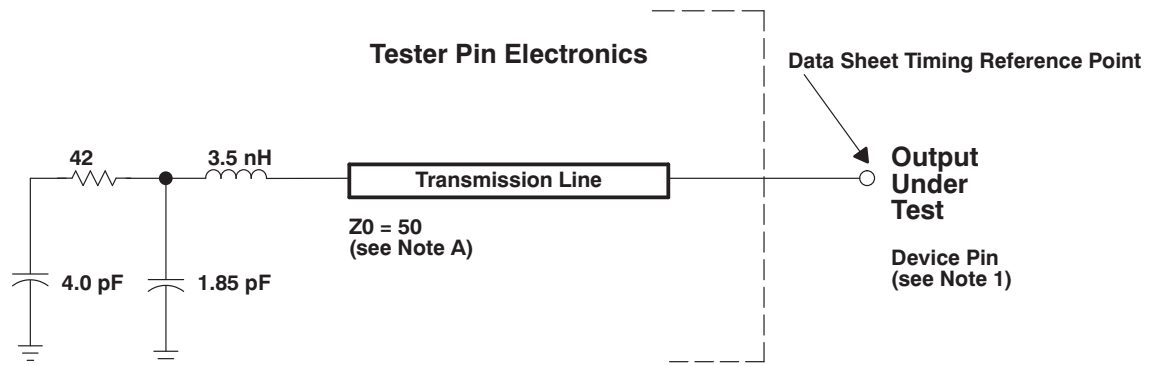 Tester Pin Electronics
Data Sheet Timing Reference Point
42
3.5 nH
Transmission Line
Output
Under
Test
Z0 = 50
(see Note A)
Device Pin
(see Note 1)
4.0 pF
1.85 pF